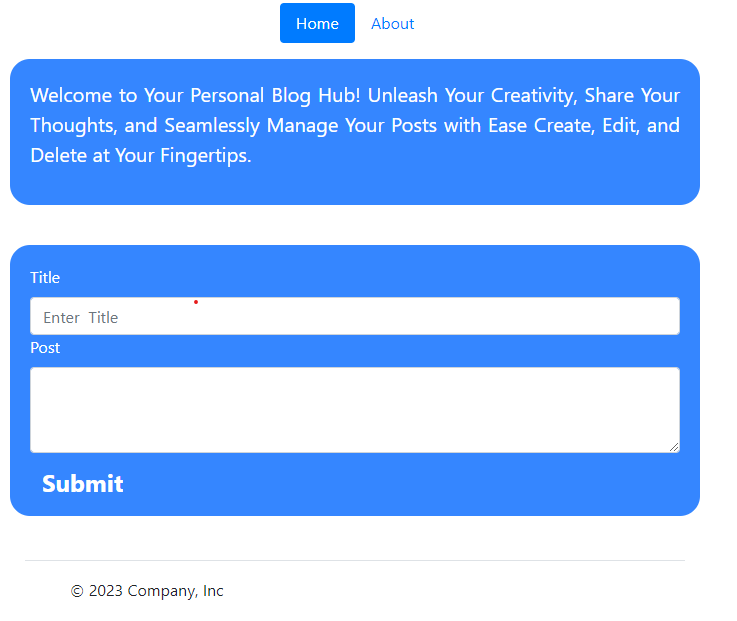 Home About
Welcome to Your Personal Blog Hub! Unleash Your Creativity, Share Your
Thoughts, and Seamlessly Manage Your Posts with Ease Create, Edit, and
Delete at Your Fingertips.
Title
Enter Title
Post
Submit
© 2023 Company, Inc